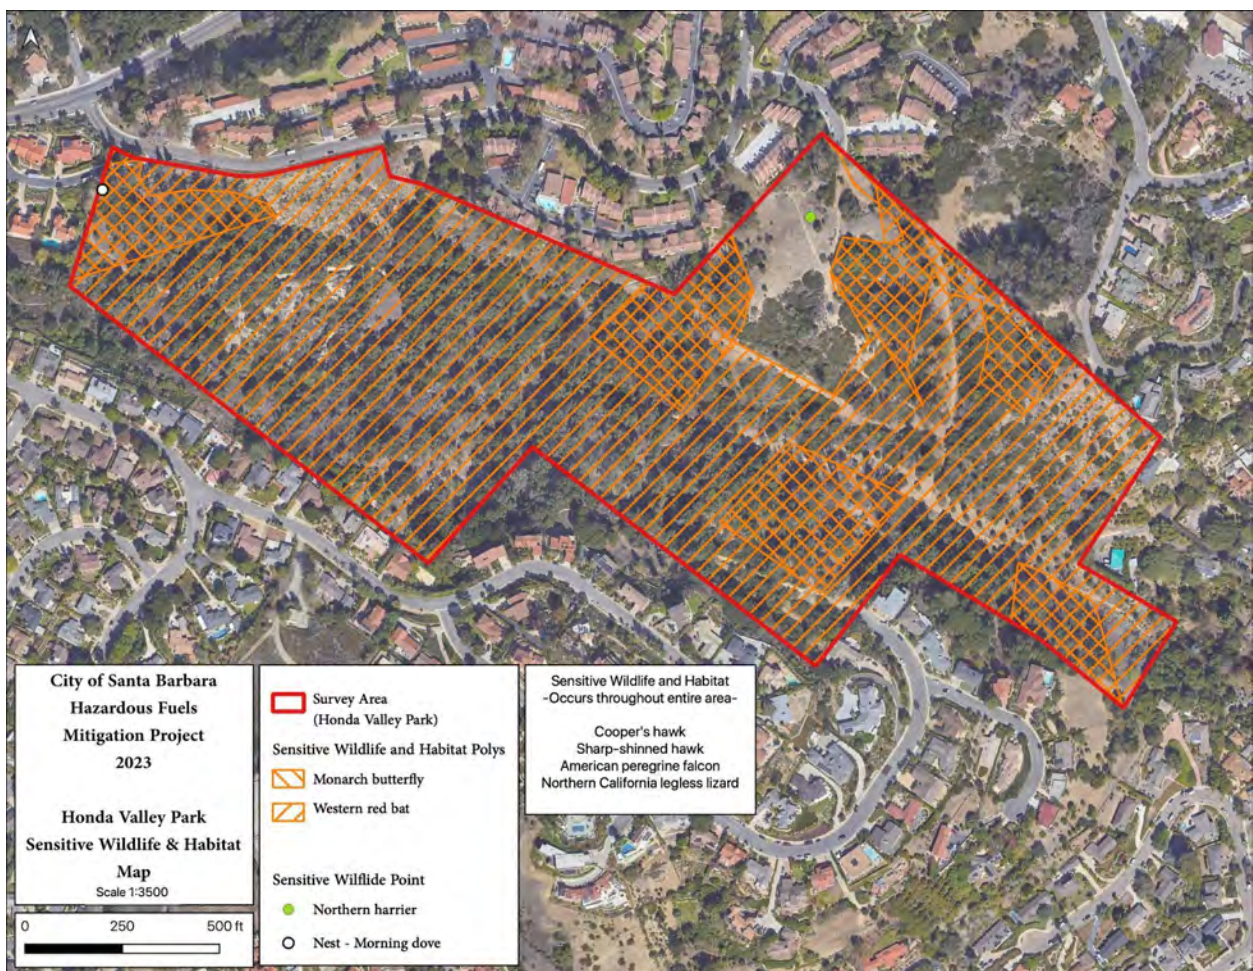 City of Santa Barbara
Hazardous Fuels
Mitigation Project
2023
Honda Valley Park
Sensitive Wildlife & Habitat
Map
Scale 1:3500
0 250 500 ft
Survey Area
(Honda Valley Park)
Sensitive Wildlife and Habitat Polys
Monarch butterfly
Western red bat
Sensitive Wilflide Point
Northern harrier
Nest - Morning dove
Sensitive Wildlife and Habitat
-Occurs throughout entire area-
Cooper's hawk
Sharp-shinned hawk
American peregrine falcon
Northern California legless lizard